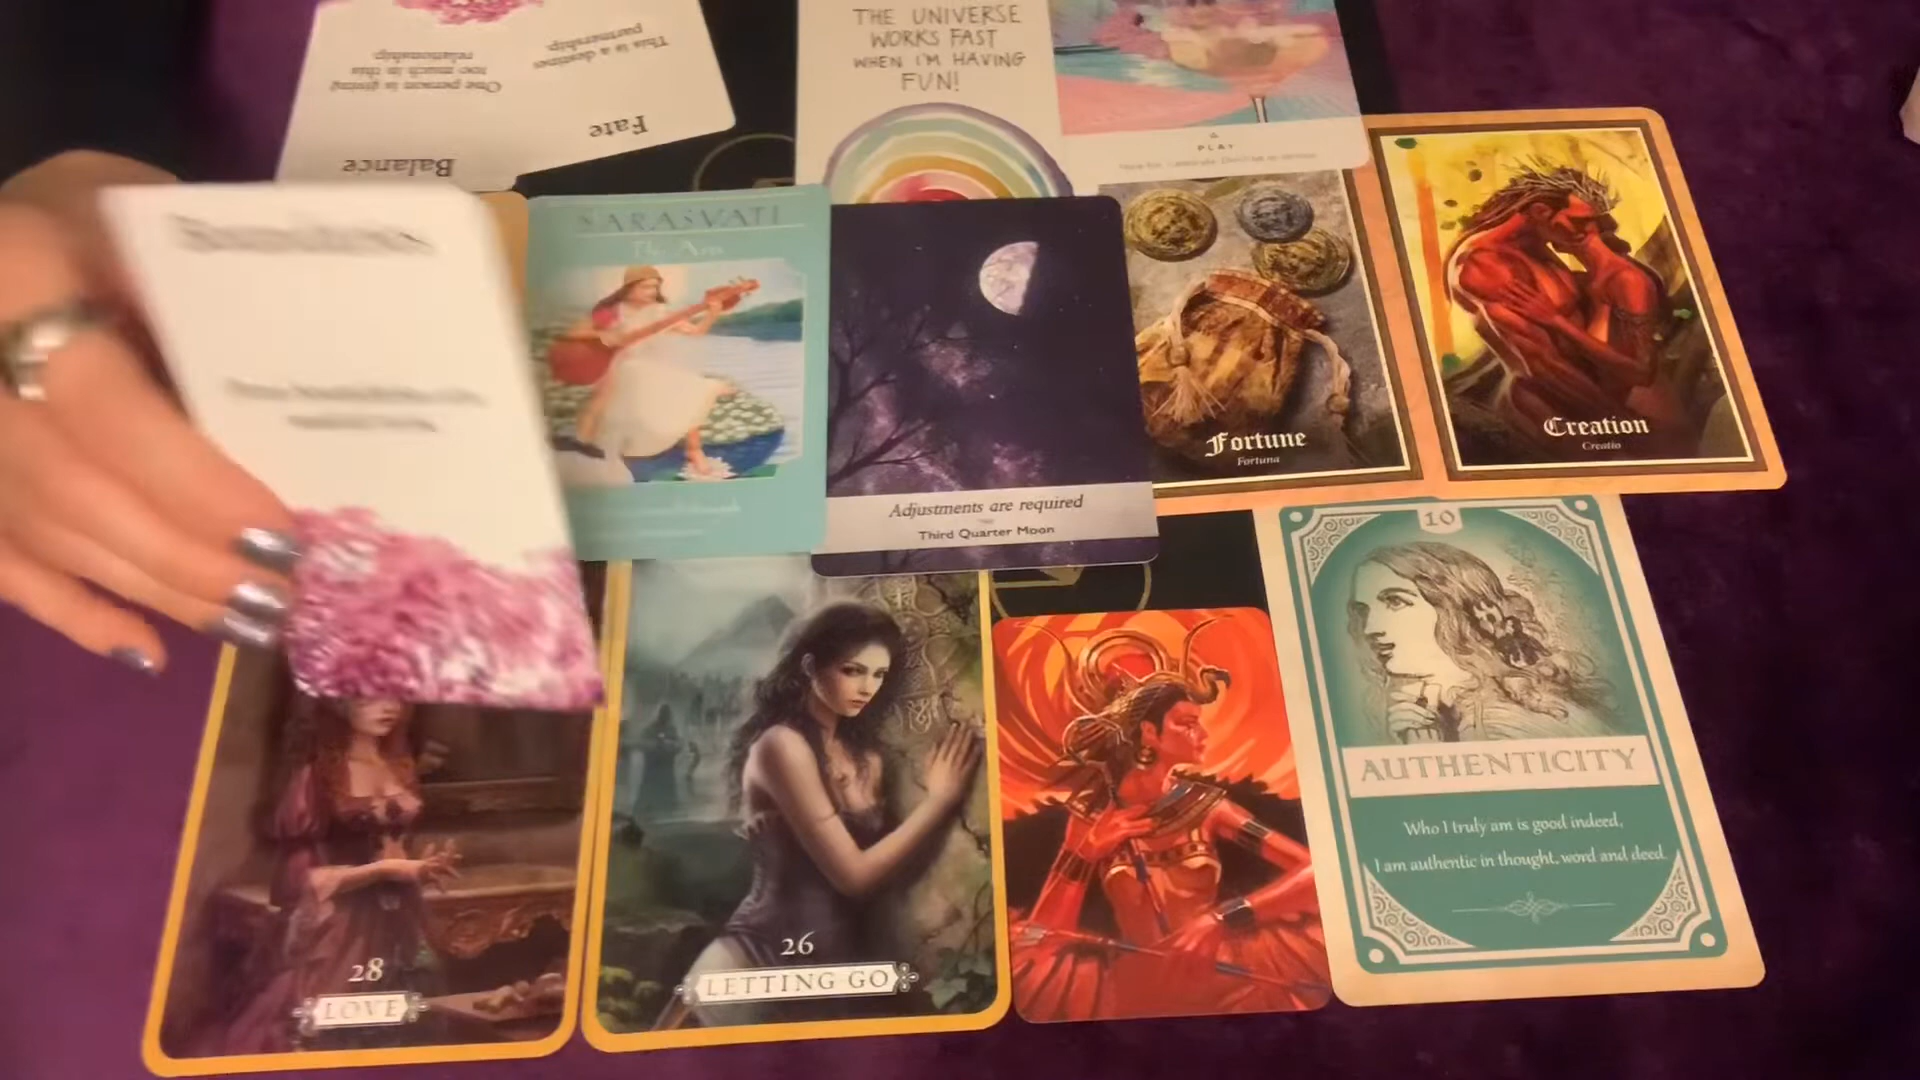 This is a destined
partnership.
One person is giving
too much in this
relationship.
Fate
Balance
THE UNIVERSE
WORKS FAST
WHEN I'M HAVING
FUN!
PLAY
SARASVATI
The Arts
Adjustments are required
Third Quarter Moon
Fortune
Fortuna
Creation
Creatio
28
LOVE
26
LETTING GO
10
AUTHENTICITY
Who I truly am is good indeed,
I am authentic in thought, word and deed.